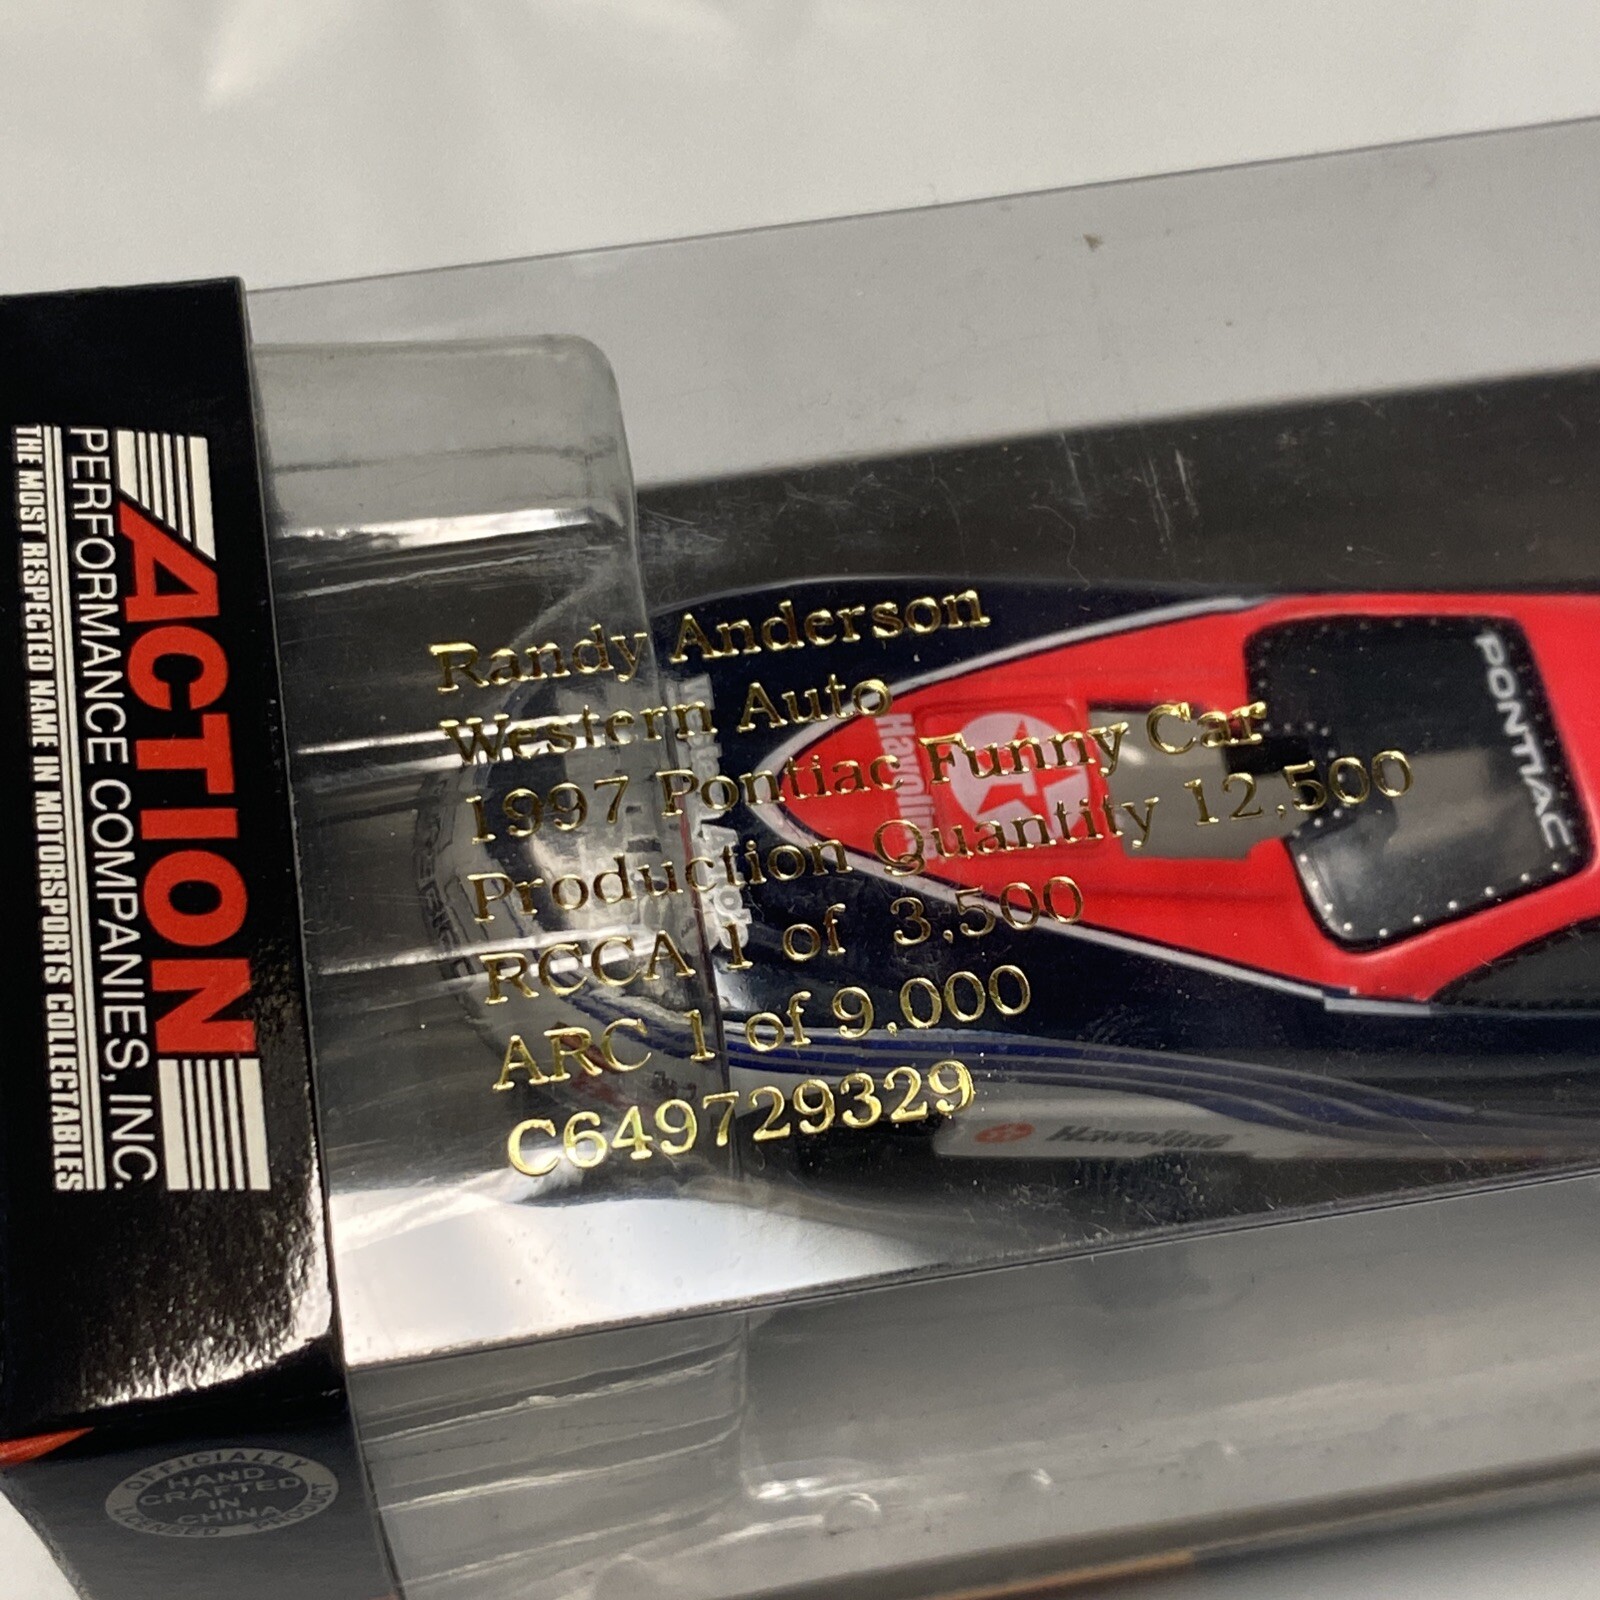 Randy Anderson
Western Auto
1997 Pontiac Funny Car
Production Quantity 12,500
RCCA 1 of 3,500
ARC 1 of 9,000
C649729329
ACTION
PERFORMANCE COMPANIES, INC.
THE MOST RESPECTED NAME IN MOTORSPORTS COLLECTABLES
PONTIAC
Havoline
Havoline
OFFICIALLY
HAND
CRAFTED
IN
CHINA
LICENSED PRODUCT